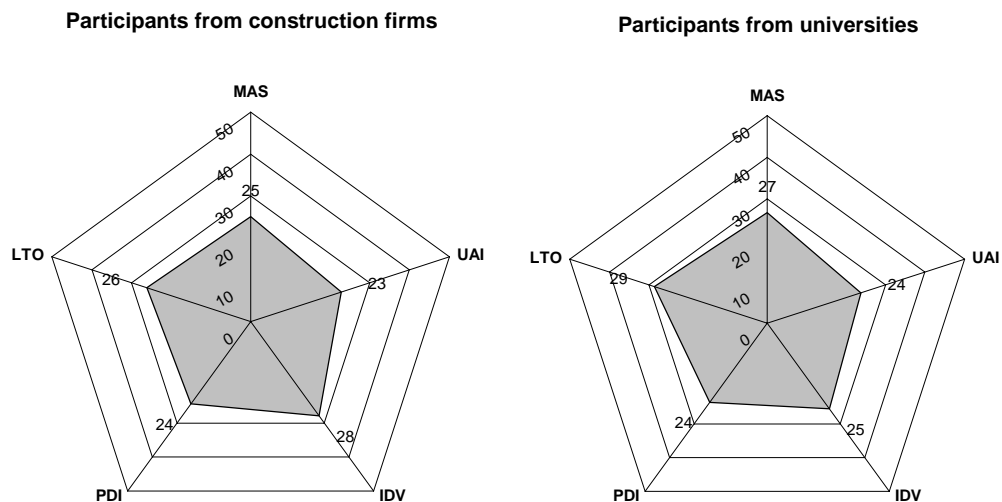 Participants from construction firms
MAS
50
40
25
30
LTO
UAI
20
26
23
10
0
24
28
PDI
IDV
Participants from universities
MAS
50
40
27
30
LTO
UAI
20
29
24
10
0
24
25
PDI
IDV